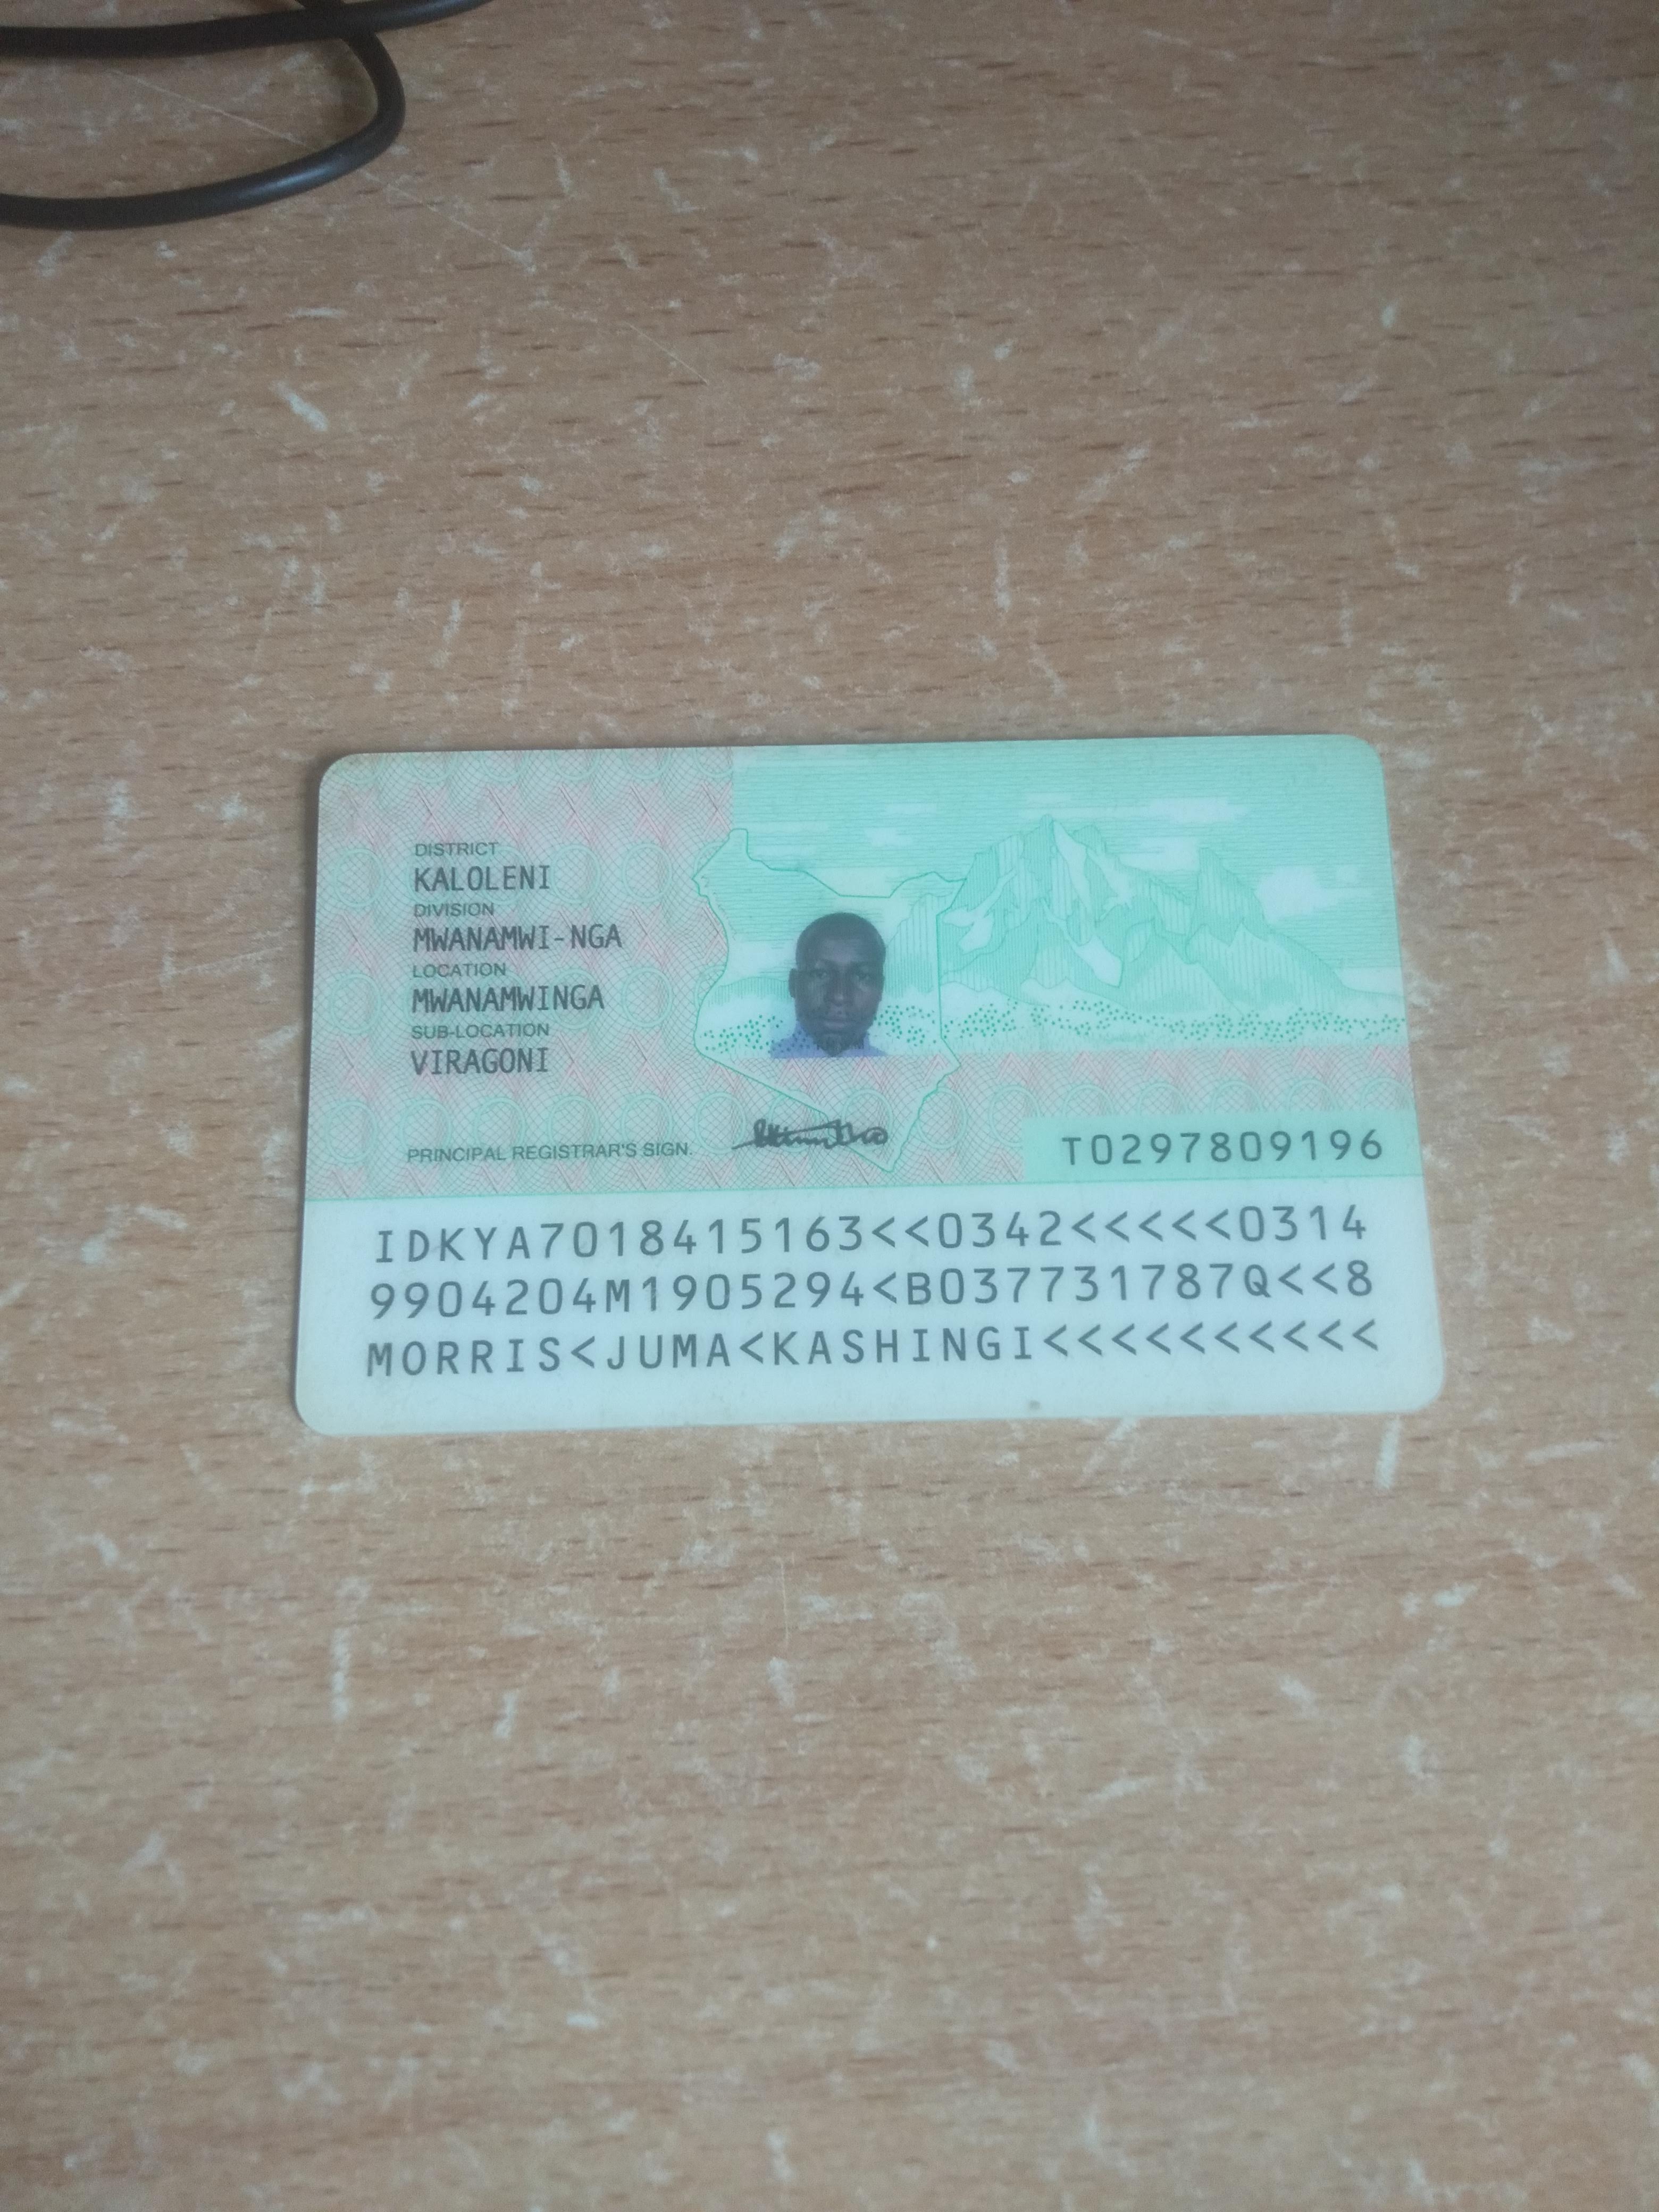 DISTRICT
KALOLENI
DIVISION
MWANAMWI-NGA
LOCATION
MWANAMWINGA
SUB-LOCATION
VIRAGONI
PRINCIPAL REGISTRAR'S SIGN.
T0297809196
IDKYA7018415163<<0342<<<<<0314
9904204M1905294<B037731787Q<<8
MORRIS<JUMA<KASHINGI<<<<<<<<<<